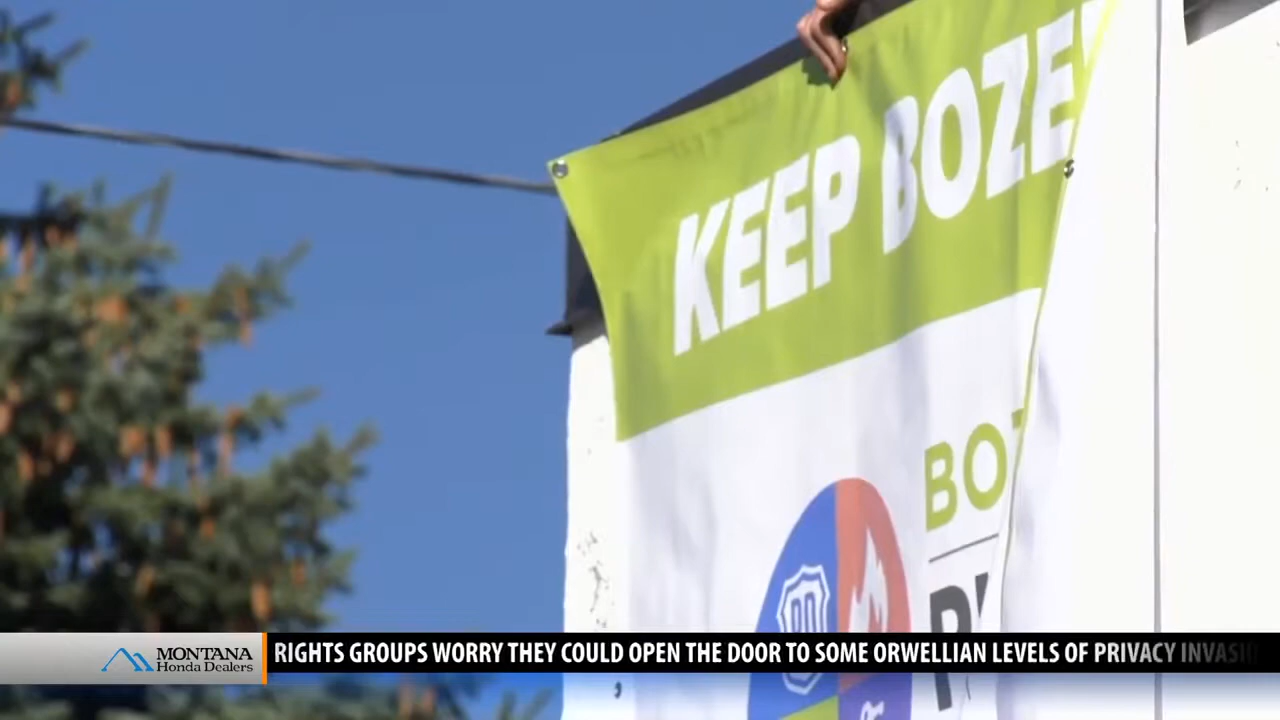 KEEP BOZE
BO
PD
MONTANA
Honda Dealers
RIGHTS GROUPS WORRY THEY COULD OPEN THE DOOR TO SOME ORWELLIAN LEVELS OF PRIVACY